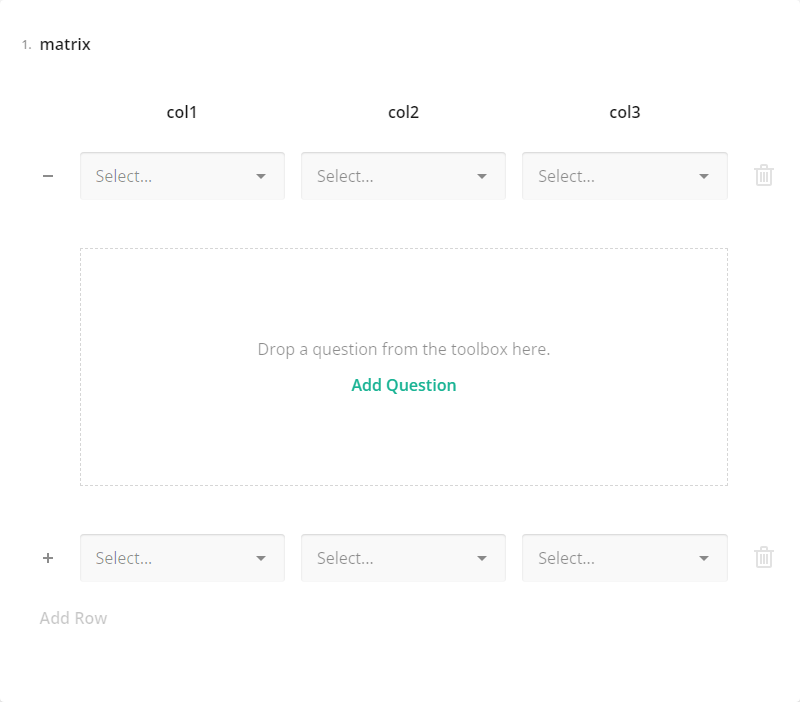 1. matrix
col1 col2 col3
Select... Select... Select...
Drop a question from the toolbox here.
Add Question
Select... Select... Select...
Add Row